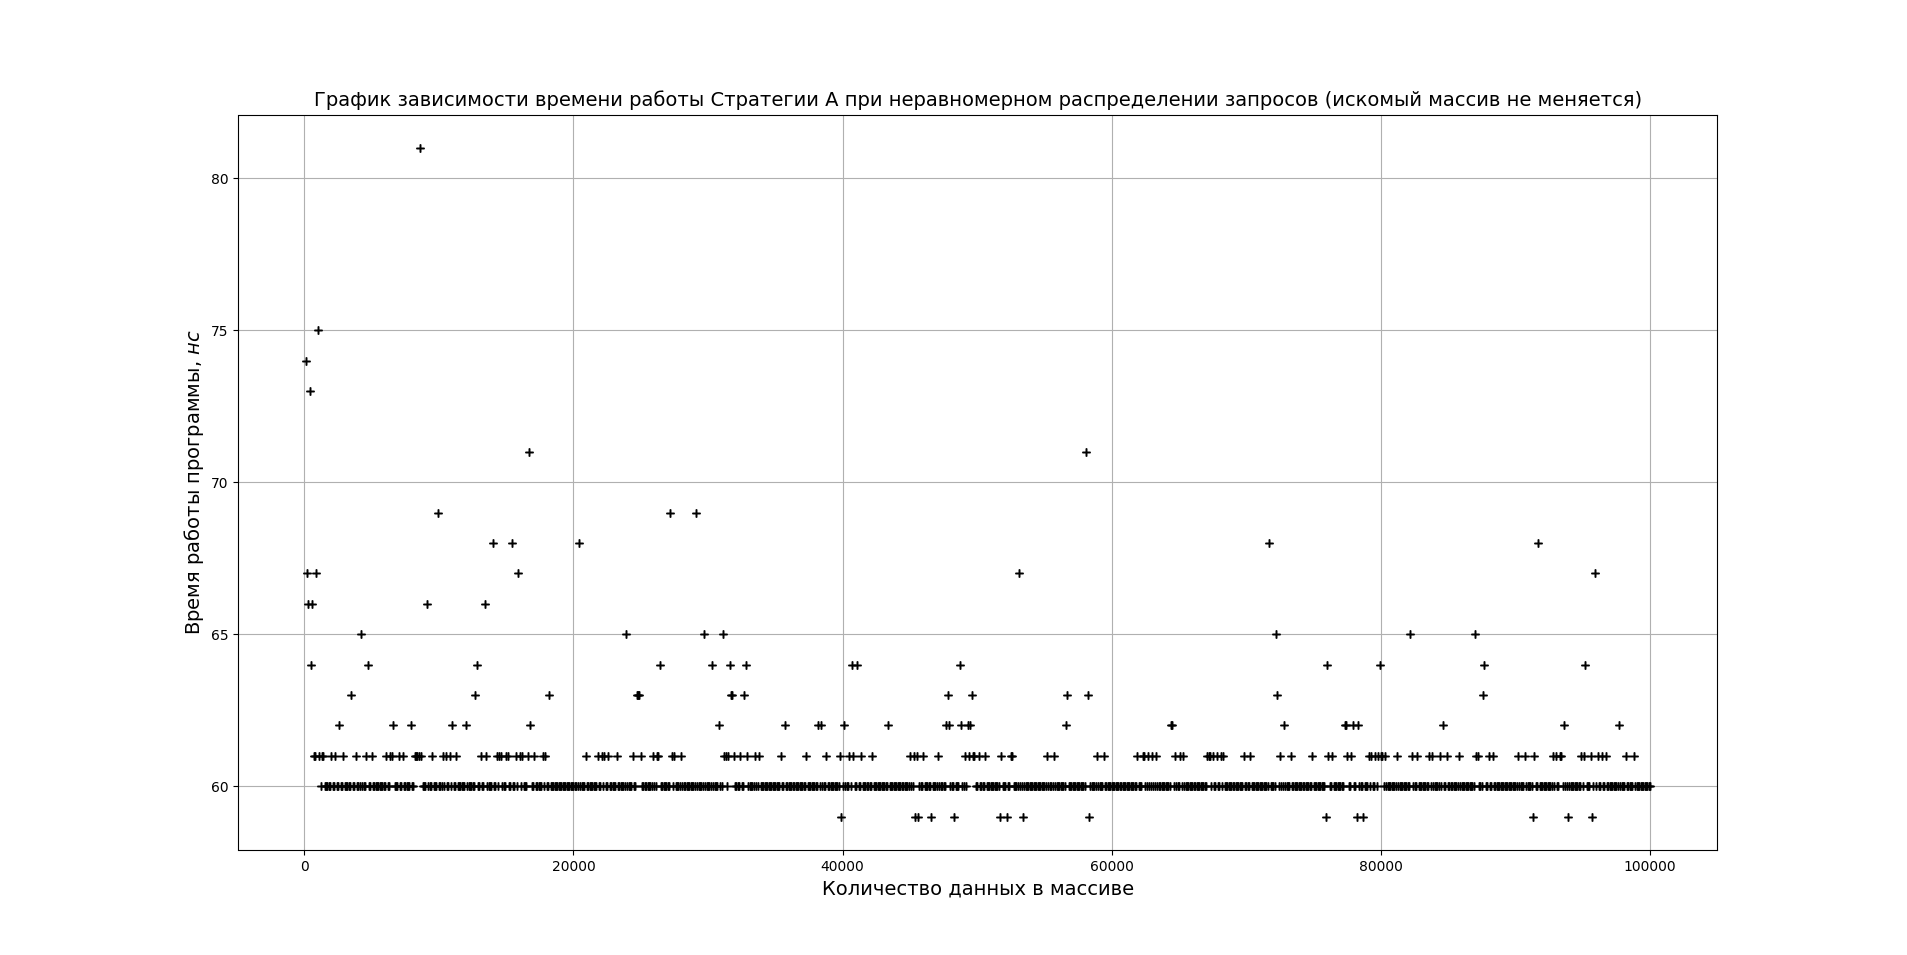 График зависимости времени работы Стратегии А при неравномерном распределении запросов (искомый массив не меняется)
Время работы программы, нс
80
75
70
65
60
0 20000 40000 60000 80000 100000
Количество данных в массиве